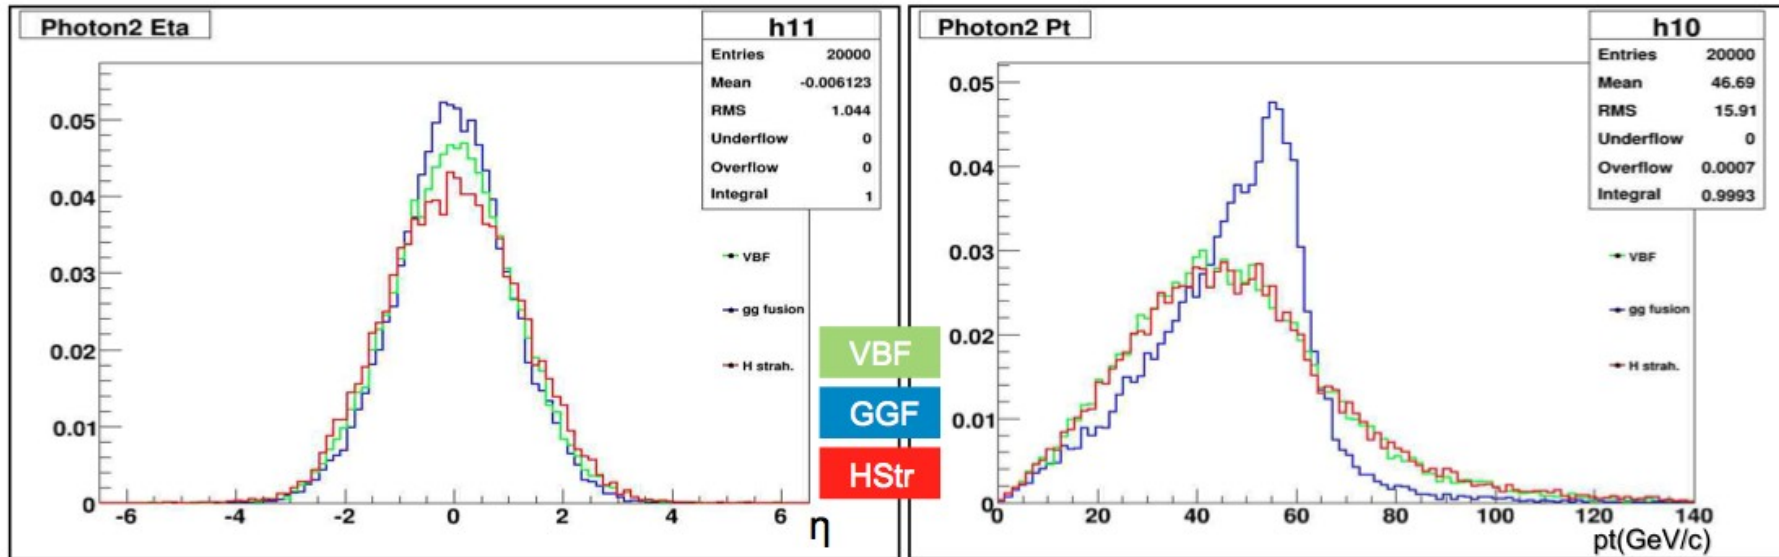 Photon2 Eta
h11
Entries 20000
Mean -0.006123
RMS 1.044
Underflow 0
Overflow 0
Integral 1
0.05
0.04
0.03
0.02
0.01
0
-6 -4 -2 0 2 4 6
η
VBF
gg fusion
H strah.
VBF
GGF
HStr
Photon2 Pt
h10
Entries 20000
Mean 46.69
RMS 15.91
Underflow 0
Overflow 0.0007
Integral 0.9993
0.05
0.04
0.03
0.02
0.01
0
0 20 40 60 80 100 120 140
pt(GeV/c)
VBF
gg fusion
H strah.